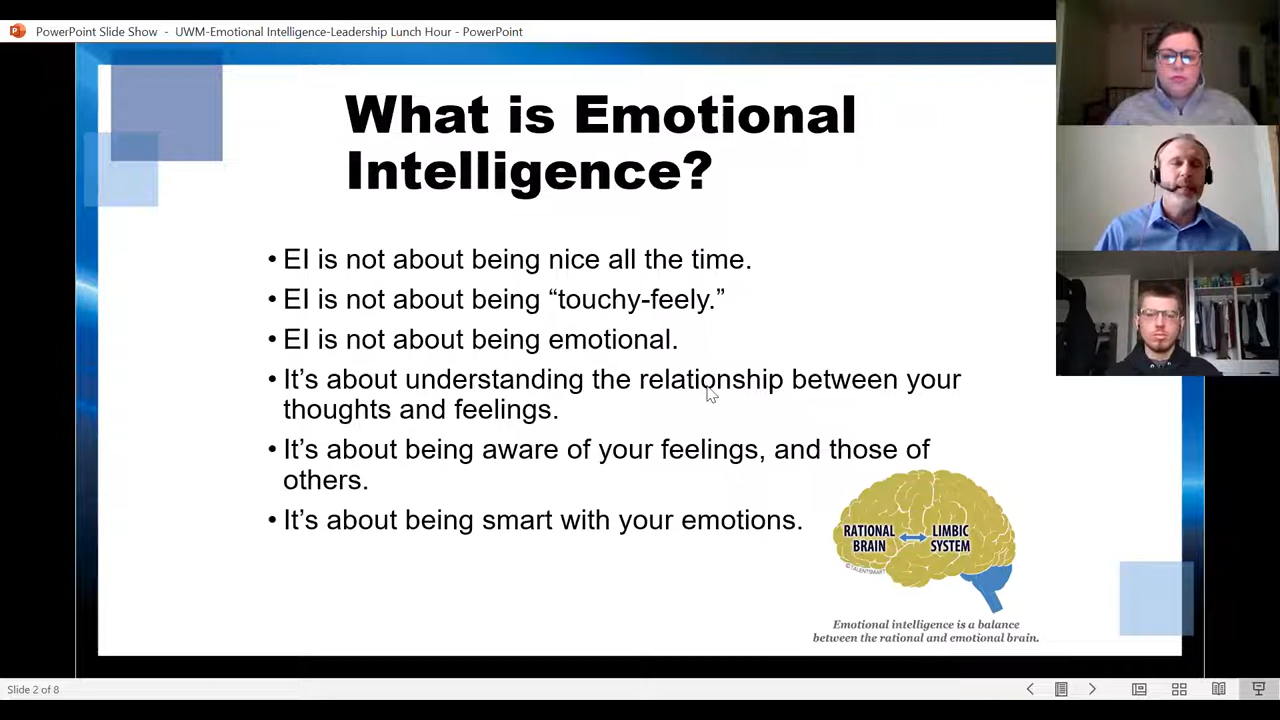 PowerPoint Slide Show - UWM-Emotional Intelligence-Leadership Lunch Hour - PowerPoint
What is Emotional
Intelligence?
• EI is not about being nice all the time.
• EI is not about being “touchy-feely.”
• EI is not about being emotional.
• It’s about understanding the relationship between your
thoughts and feelings.
• It’s about being aware of your feelings, and those of
others.
• It’s about being smart with your emotions.
RATIONAL
BRAIN
LIMBIC
SYSTEM
© TALENTSMART
Emotional intelligence is a balance
between the rational and emotional brain.
Slide 2 of 8